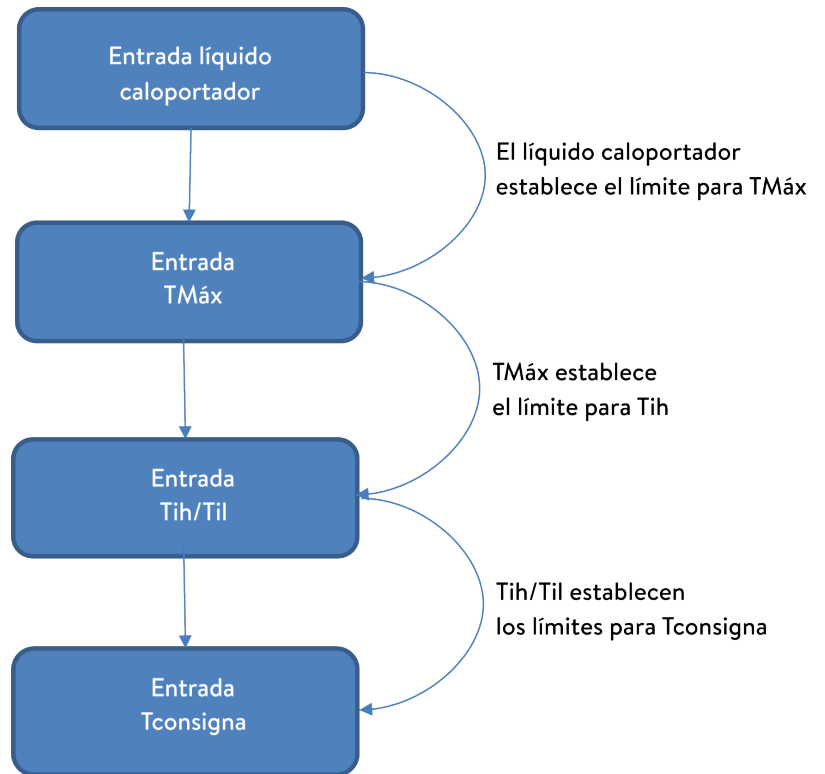 Entrada líquido
caloportador
El líquido caloportador
establece el límite para TMáx
Entrada
TMáx
TMáx establece
el límite para Tih
Entrada
Tih/Til
Tih/Til establecen
los límites para Tconsigna
Entrada
Tconsigna